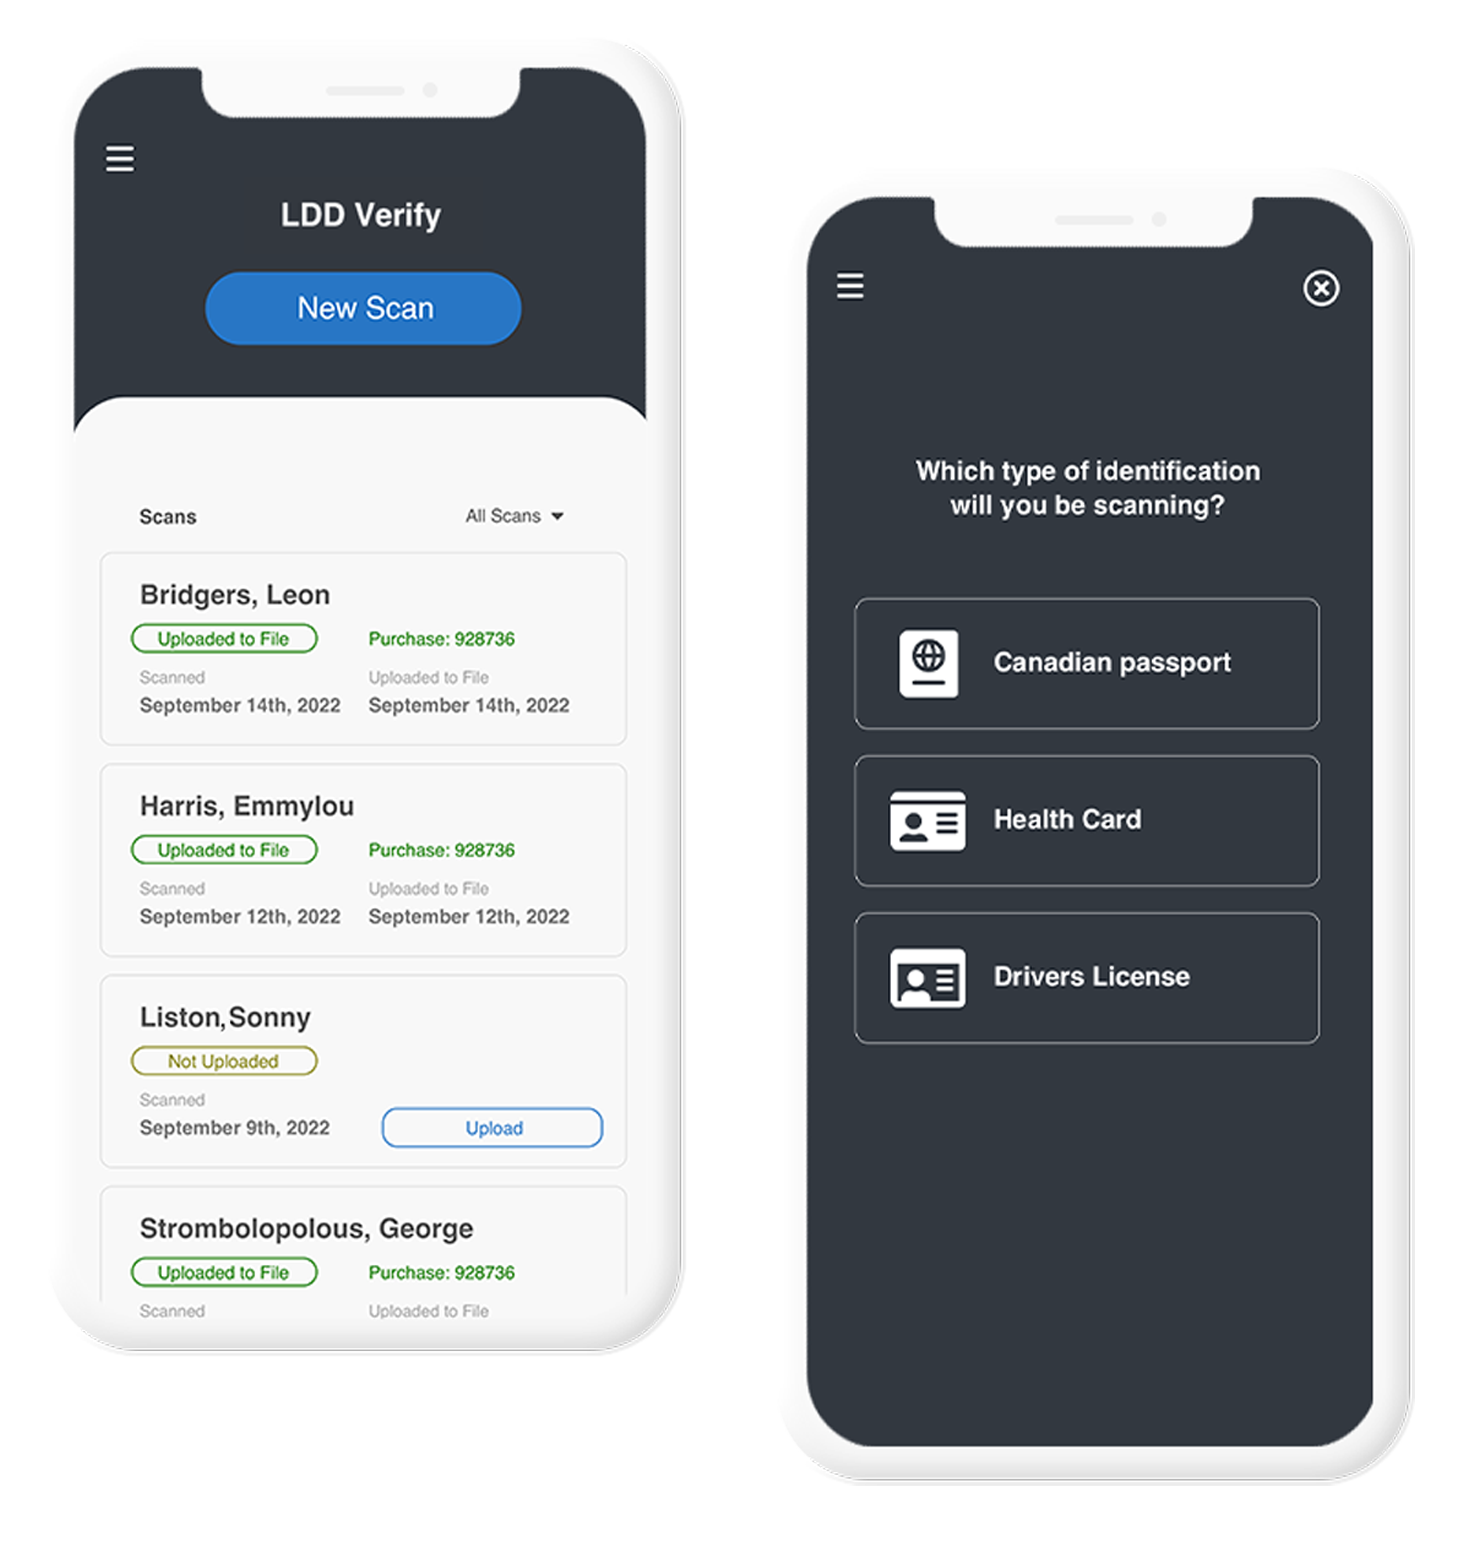 LDD Verify
New Scan
Scans All Scans
Bridgers, Leon
Uploaded to File Purchase: 928736
Scanned Uploaded to File
September 14th, 2022 September 14th, 2022
Harris, Emmylou
Uploaded to File Purchase: 928736
Scanned Uploaded to File
September 12th, 2022 September 12th, 2022
Liston,Sonny
Not Uploaded
Scanned
September 9th, 2022 Upload
Strombolopolous, George
Uploaded to File Purchase: 928736
Scanned Uploaded to File
Which type of identification
will you be scanning?
Canadian passport
Health Card
Drivers License